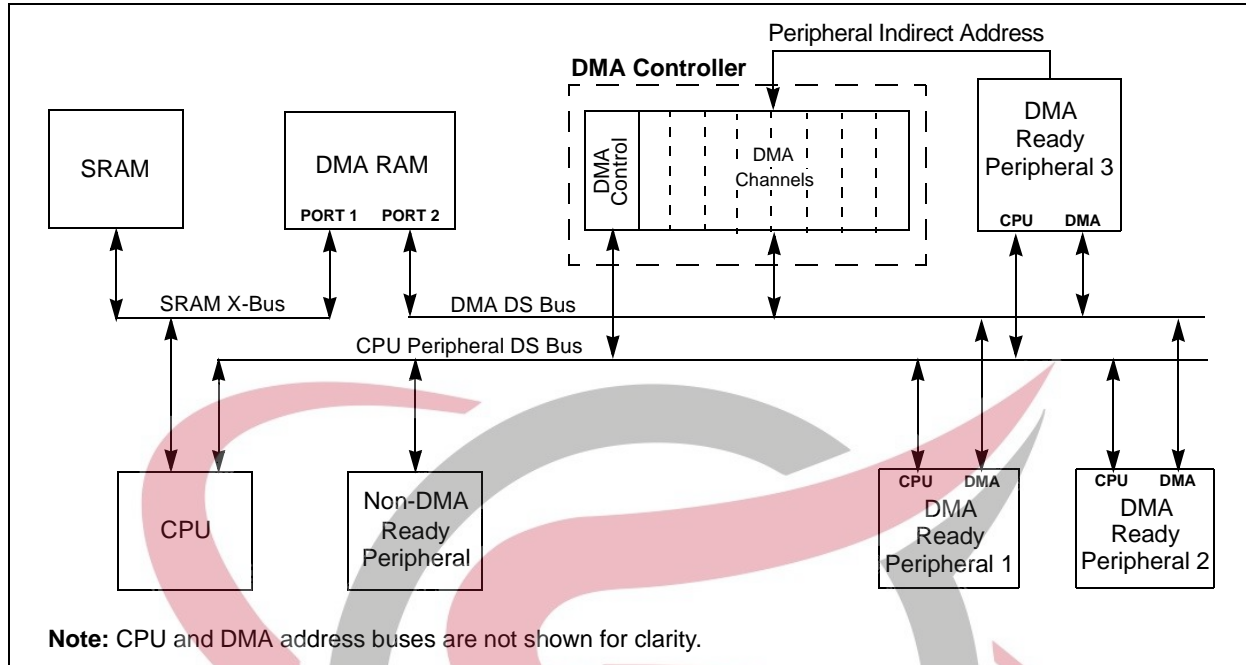 Peripheral Indirect Address
DMA Controller
SRAM
DMA RAM
PORT 1 PORT 2
DMA
Control
DMA
Channels
DMA
Ready
Peripheral 3
CPU DMA
SRAM X-Bus
DMA DS Bus
CPU Peripheral DS Bus
CPU
Non-DMA
Ready
Peripheral
CPU DMA
DMA
Ready
Peripheral 1
CPU DMA
DMA
Ready
Peripheral 2
Note: CPU and DMA address buses are not shown for clarity.